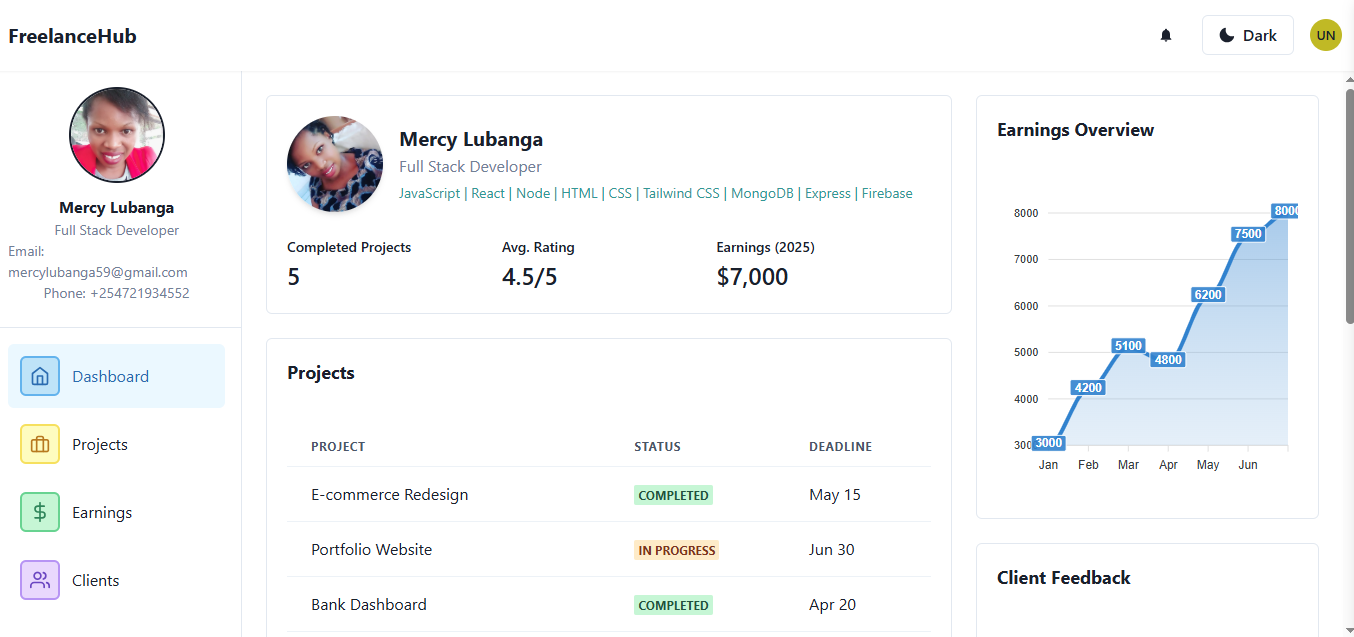 FreelanceHub
Dark
UN
Mercy Lubanga
Full Stack Developer
Email:
mercylubanga59@gmail.com
Phone: +254721934552
Dashboard
Projects
Earnings
Clients
Mercy Lubanga
Full Stack Developer
JavaScript | React | Node | HTML | CSS | Tailwind CSS | MongoDB | Express | Firebase
Completed Projects
5
Avg. Rating
4.5/5
Earnings (2025)
$7,000
Projects
PROJECT STATUS DEADLINE
E-commerce Redesign COMPLETED May 15
Portfolio Website IN PROGRESS Jun 30
Bank Dashboard COMPLETED Apr 20
Earnings Overview
8000 8000
7500
7000
6000 6200
5000 5100
4800
4000 4200
300 3000
Jan Feb Mar Apr May Jun
Client Feedback